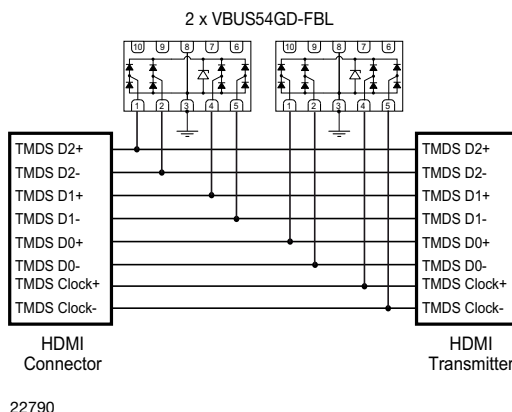 2 x VBUS54GD-FBL
10 9 8 7 6
10 9 8 7 6
1 2 3 4 5
1 2 3 4 5
TMDS D2+
TMDS D2-
TMDS D1+
TMDS D1-
TMDS D0+
TMDS D0-
TMDS Clock+
TMDS Clock-
TMDS D2+
TMDS D2-
TMDS D1+
TMDS D1-
TMDS D0+
TMDS D0-
TMDS Clock+
TMDS Clock-
HDMI
Connector
HDMI
Transmitter
22790